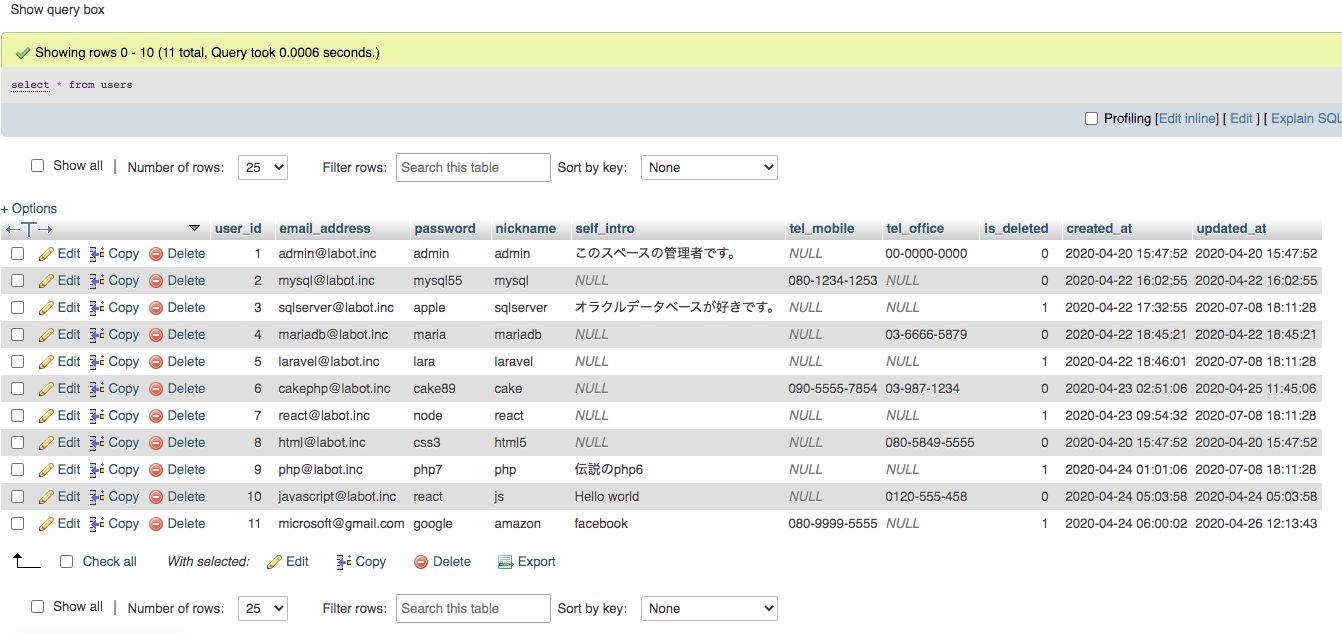 Show query box
Showing rows 0 - 10 (11 total, Query took 0.0006 seconds.)
select * from users
Profiling [Edit inline] [ Edit ] [ Explain SQL
Show all | Number of rows: 25 Filter rows: Search this table Sort by key: None
+ Options
user_id email_address password nickname self_intro tel_mobile tel_office is_deleted created_at updated_at
Edit Copy Delete 1 admin@labot.inc admin admin このスペースの管理者です。 NULL 00-0000-0000 0 2020-04-20 15:47:52 2020-04-20 15:47:52
Edit Copy Delete 2 mysql@labot.inc mysql55 mysql NULL 080-1234-1253 NULL 0 2020-04-22 16:02:55 2020-04-22 16:02:55
Edit Copy Delete 3 sqlserver@labot.inc apple sqlserver オラクルデータベースが好きです。 NULL NULL 1 2020-04-22 17:32:55 2020-07-08 18:11:28
Edit Copy Delete 4 mariadb@labot.inc maria mariadb NULL NULL 03-6666-5879 0 2020-04-22 18:45:21 2020-04-22 18:45:21
Edit Copy Delete 5 laravel@labot.inc lara laravel NULL NULL NULL 1 2020-04-22 18:46:01 2020-07-08 18:11:28
Edit Copy Delete 6 cakephp@labot.inc cake89 cake NULL 090-5555-7854 03-987-1234 0 2020-04-23 02:51:06 2020-04-25 11:45:06
Edit Copy Delete 7 react@labot.inc node react NULL NULL NULL 1 2020-04-23 09:54:32 2020-07-08 18:11:28
Edit Copy Delete 8 html@labot.inc css3 html5 NULL NULL 080-5849-5555 0 2020-04-20 15:47:52 2020-04-20 15:47:52
Edit Copy Delete 9 php@labot.inc php7 php 伝説のphp6 NULL NULL 1 2020-04-24 01:01:06 2020-07-08 18:11:28
Edit Copy Delete 10 javascript@labot.inc react js Hello world NULL 0120-555-458 0 2020-04-24 05:03:58 2020-04-24 05:03:58
Edit Copy Delete 11 microsoft@gmail.com google amazon facebook 080-9999-5555 NULL 1 2020-04-24 06:00:02 2020-04-26 12:13:43
Check all With selected: Edit Copy Delete Export
Show all | Number of rows: 25 Filter rows: Search this table Sort by key: None